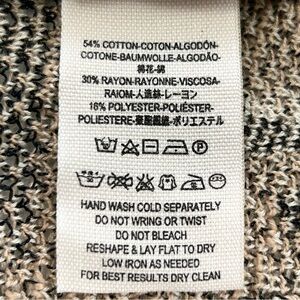 54% COTTON-COTON-ALGODÓN-
COTONE-BAUMWOLLE-ALGODÃO-
棉花-綿
30% RAYON-RAYONNE-VISCOSA-
RAIOM-人造絲-レーヨン
16% POLYESTER-POLIÉSTER-
POLIESTERE-聚酯纖維-ポリエステル
HAND WASH COLD SEPARATELY
DO NOT WRING OR TWIST
DO NOT BLEACH
RESHAPE & LAY FLAT TO DRY
LOW IRON AS NEEDED
FOR BEST RESULTS DRY CLEAN